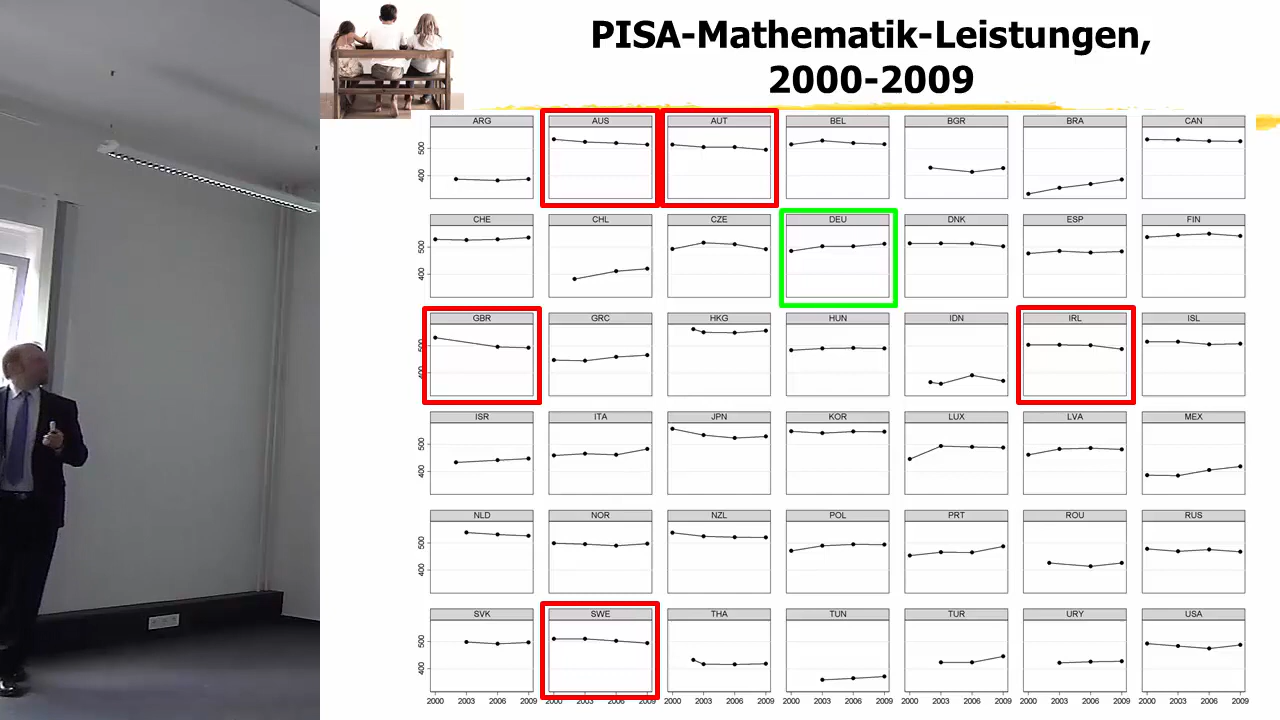 PISA-Mathematik-Leistungen,
2000-2009
ARG AUS AUT BEL BGR BRA CAN
500
400
CHE CHL CZE DEU DNK ESP FIN
500
400
GBR GRC HKG HUN IDN IRL ISL
500
400
ISR ITA JPN KOR LUX LVA MEX
500
400
NLD NOR NZL POL PRT ROU RUS
500
400
SVK SWE THA TUN TUR URY USA
500
400
2000 2003 2006 2009 2000 2003 2006 2009 2000 2003 2006 2009 2000 2003 2006 2009 2000 2003 2006 2009 2000 2003 2006 2009 2000 2003 2006 2009